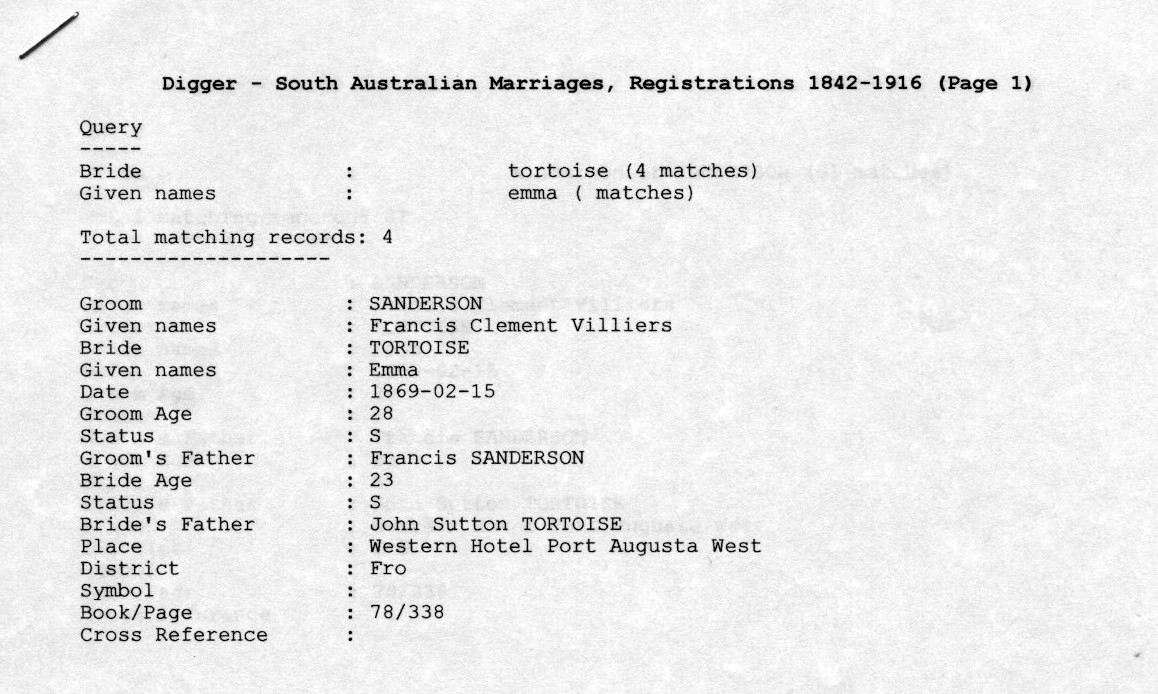 Digger - South Australian Marriages, Registrations 1842-1916 (Page 1)
Query
-----
Bride : tortoise (4 matches)
Given names : emma ( matches)
Total matching records: 4
--------------------
Groom : SANDERSON
Given names : Francis Clement Villiers
Bride : TORTOISE
Given names : Emma
Date : 1869-02-15
Groom Age : 28
Status : S
Groom's Father : Francis SANDERSON
Bride Age : 23
Status : S
Bride's Father : John Sutton TORTOISE
Place : Western Hotel Port Augusta West
District : Fro
Symbol :
Book/Page : 78/338
Cross Reference :